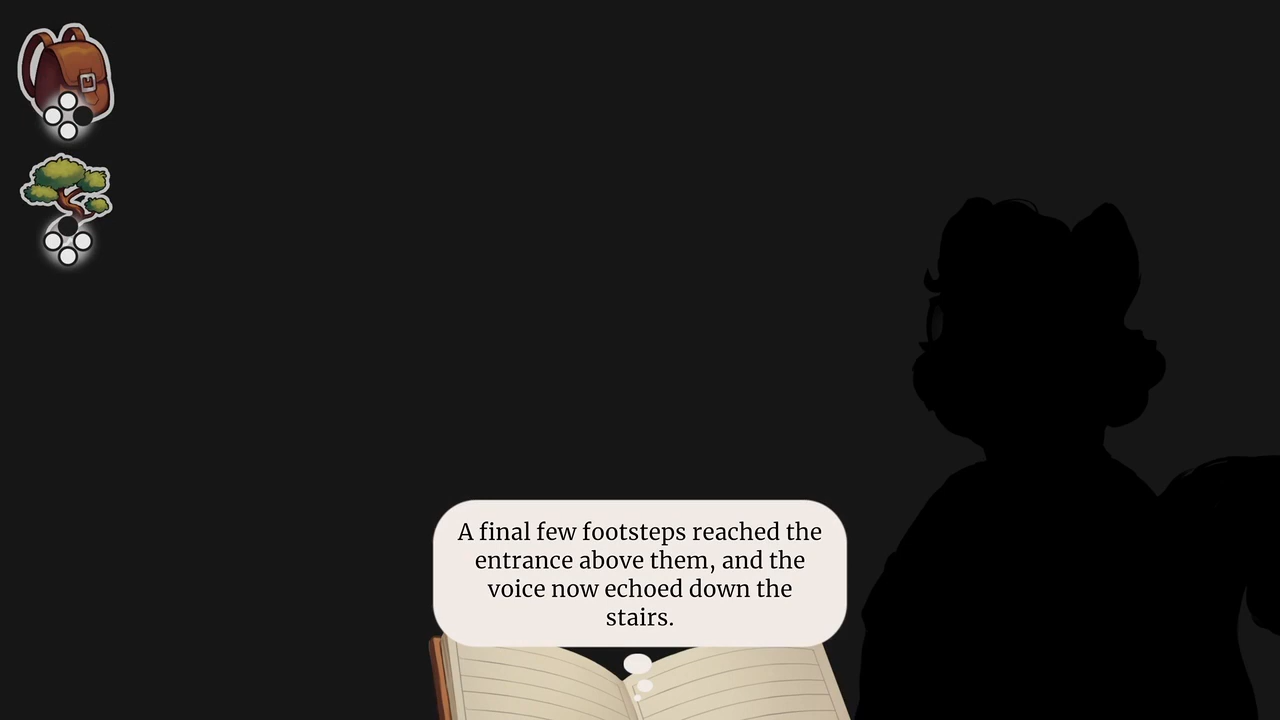 A final few footsteps reached the
entrance above them, and the
voice now echoed down the
stairs.